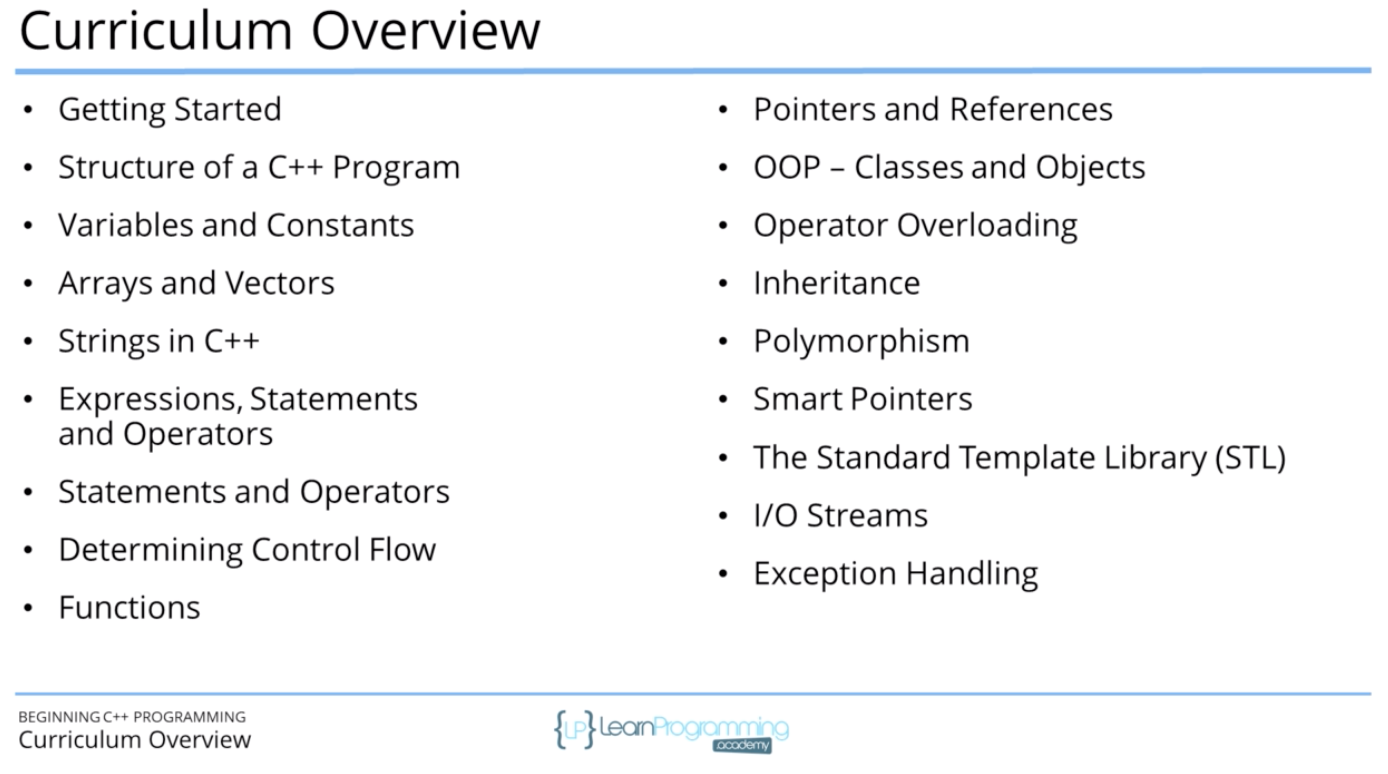 Curriculum Overview
• Getting Started
• Structure of a C++ Program
• Variables and Constants
• Arrays and Vectors
• Strings in C++
• Expressions, Statements
and Operators
• Statements and Operators
• Determining Control Flow
• Functions
• Pointers and References
• OOP – Classes and Objects
• Operator Overloading
• Inheritance
• Polymorphism
• Smart Pointers
• The Standard Template Library (STL)
• I/O Streams
• Exception Handling
BEGINNING C++ PROGRAMMING
Curriculum Overview
{LP} LearnProgramming
.academy